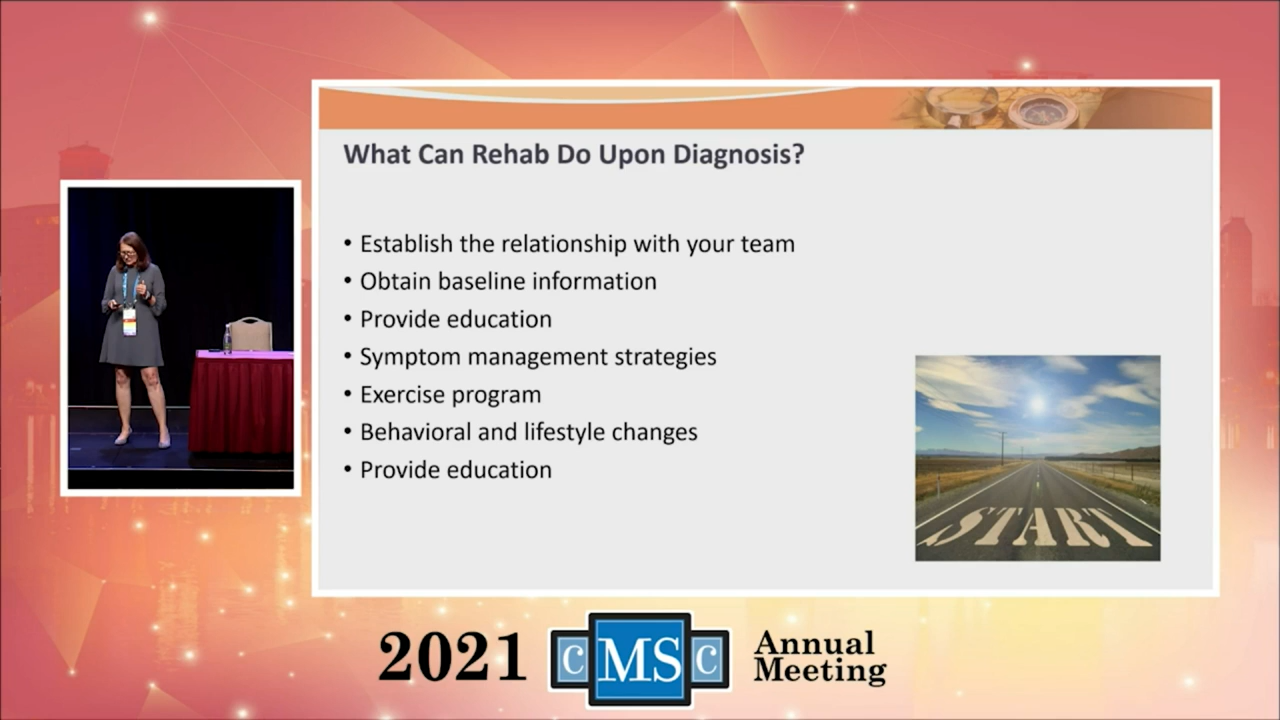 What Can Rehab Do Upon Diagnosis?
• Establish the relationship with your team
• Obtain baseline information
• Provide education
• Symptom management strategies
• Exercise program
• Behavioral and lifestyle changes
• Provide education
START
2021 CMSC Annual
Meeting